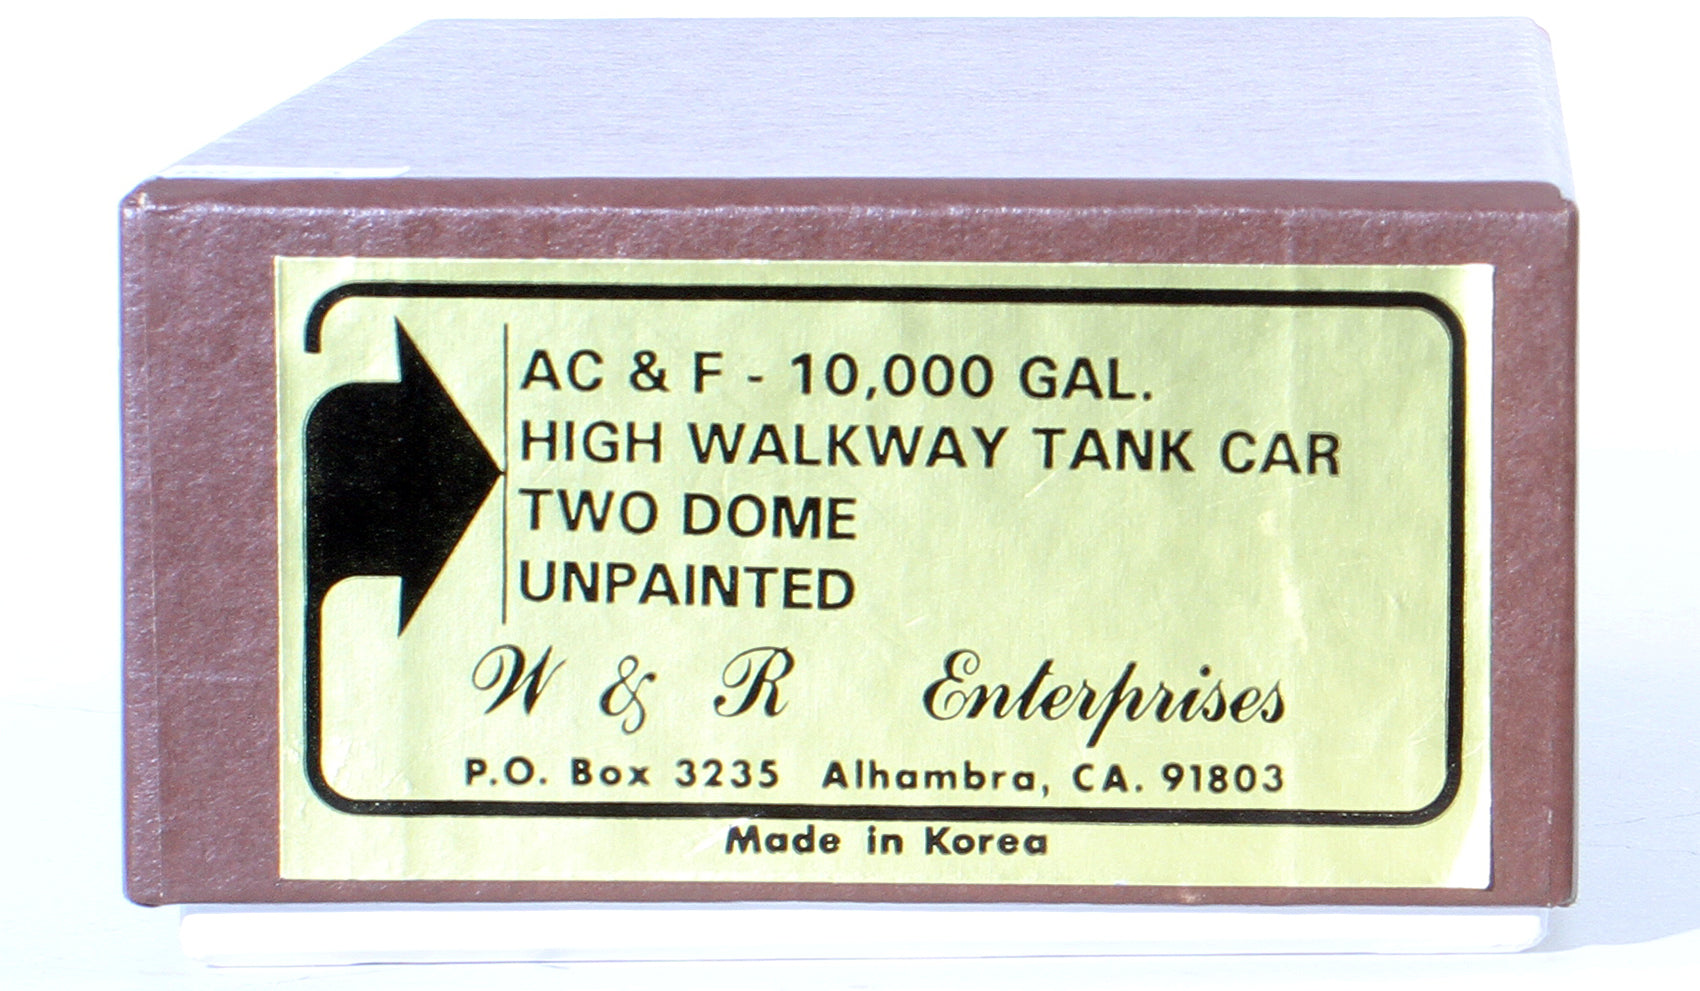 AC & F - 10,000 GAL.
HIGH WALKWAY TANK CAR
TWO DOME
UNPAINTED
W & R Enterprises
P.O. Box 3235 Alhambra, CA. 91803
Made in Korea